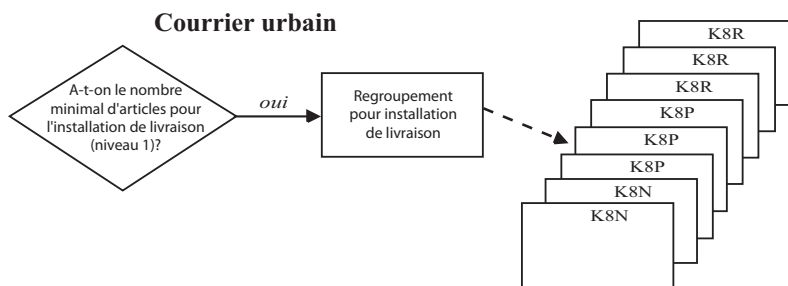 Courrier urbain
A-t-on le nombre
minimal d'articles pour
l'installation de livraison
(niveau 1)?
oui
Regroupement
pour installation
de livraison
K8R
K8R
K8R
K8P
K8P
K8P
K8N
K8N